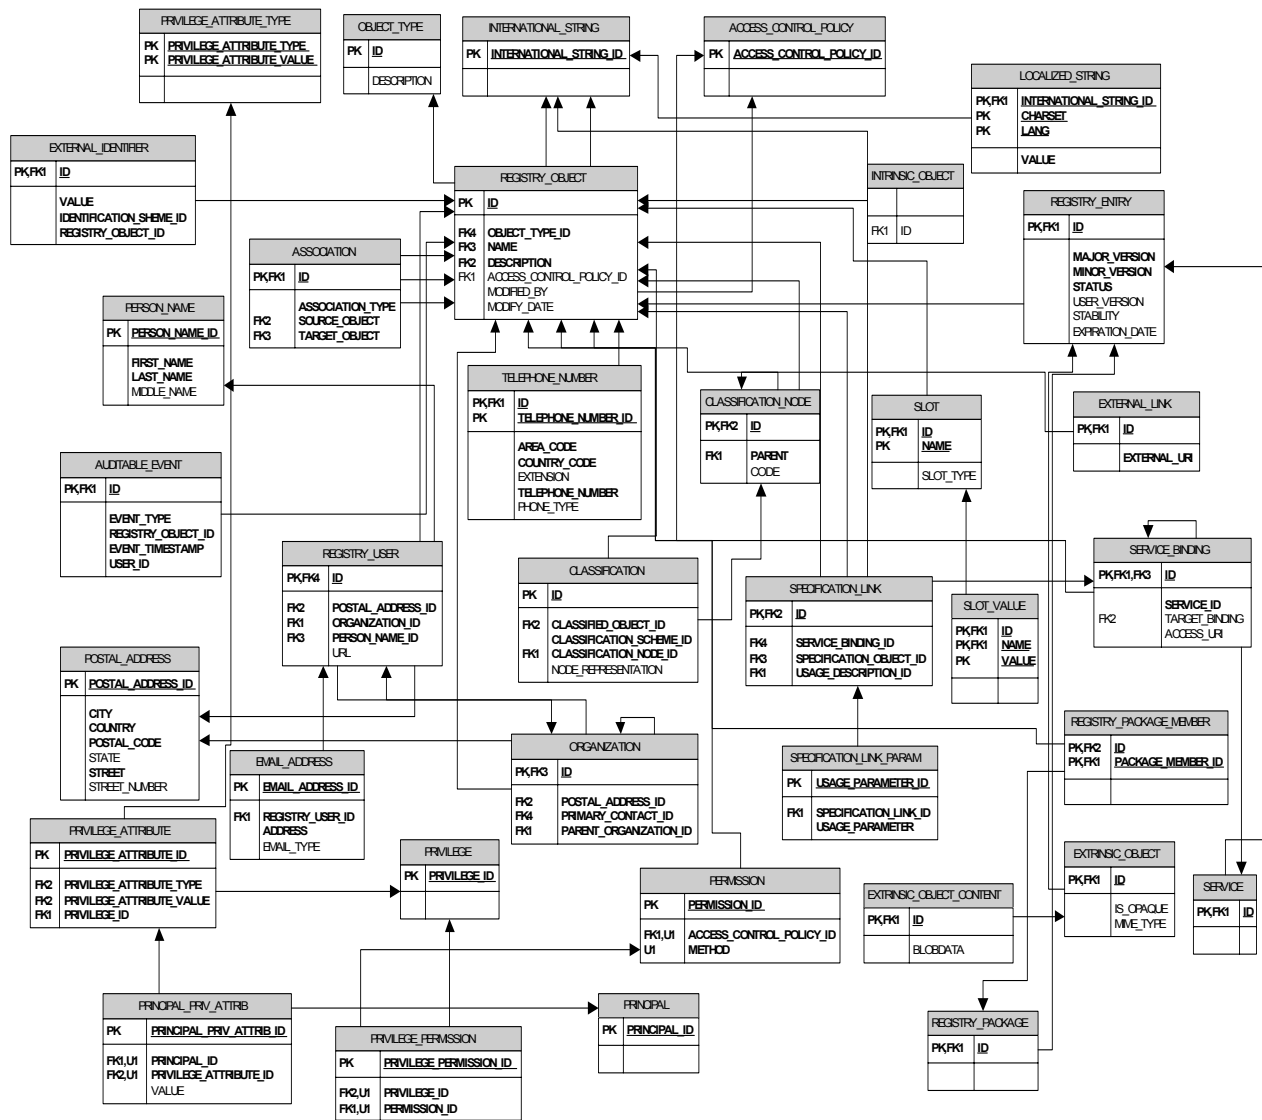 PRIVILEGE_ATTRIBUTE_TYPE
PK PRIVILEGE_ATTRIBUTE_TYPE
PK PRIVILEGE_ATTRIBUTE_VALUE
OBJECT_TYPE
PK ID
DESCRIPTION
INTERNATIONAL_STRING
PK INTERNATIONAL_STRING_ID
ACCESS_CONTROL_POLICY
PK ACCESS_CONTROL_POLICY_ID
LOCALIZED_STRING
PK,FK1 INTERNATIONAL_STRING_ID
PK CHARSET
PK LANG
VALUE
EXTERNAL_IDENTIFIER
PK,FK1 ID
VALUE
IDENTIFICATION_SHEME_ID
REGISTRY_OBJECT_ID
REGISTRY_OBJECT
PK ID
FK4 OBJECT_TYPE_ID
FK3 NAME
FK2 DESCRIPTION
FK1 ACCESS_CONTROL_POLICY_ID
MODIFIED_BY
MODIFY_DATE
INTRINSIC_OBJECT
FK1 ID
REGISTRY_ENTRY
PK,FK1 ID
MAJOR_VERSION
MINOR_VERSION
STATUS
USER_VERSION
STABILITY
EXPIRATION_DATE
ASSOCIATION
PK,FK1 ID
ASSOCIATION_TYPE
FK2 SOURCE_OBJECT
FK3 TARGET_OBJECT
PERSON_NAME
PK PERSON_NAME_ID
FIRST_NAME
LAST_NAME
MIDDLE_NAME
TELEPHONE_NUMBER
PK,FK1 ID
PK TELEPHONE_NUMBER_ID
AREA_CODE
COUNTRY_CODE
EXTENSION
TELEPHONE_NUMBER
PHONE_TYPE
CLASSIFICATION_NODE
PK,FK2 ID
FK1 PARENT
CODE
SLOT
PK,FK1 ID
PK NAME
SLOT_TYPE
EXTERNAL_LINK
PK,FK1 ID
EXTERNAL_URI
AUDITABLE_EVENT
PK,FK1 ID
EVENT_TYPE
REGISTRY_OBJECT_ID
EVENT_TIMESTAMP
USER_ID
REGISTRY_USER
PK,FK4 ID
FK2 POSTAL_ADDRESS_ID
FK1 ORGANIZATION_ID
FK3 PERSON_NAME_ID
URL
CLASSIFICATION
PK ID
FK2 CLASSIFIED_OBJECT_ID
CLASSIFICATION_SCHEME_ID
FK1 CLASSIFICATION_NODE_ID
NODE_REPRESENTATION
SPECIFICATION_LINK
PK,FK2 ID
FK4 SERVICE_BINDING_ID
FK3 SPECIFICATION_OBJECT_ID
FK1 USAGE_DESCRIPTION_ID
SLOT_VALUE
PK,FK1 ID
PK,FK1 NAME
PK VALUE
SERVICE_BINDING
PK,FK1,FK3 ID
SERVICE_ID
FK2 TARGET_BINDING
ACCESS_URI
POSTAL_ADDRESS
PK POSTAL_ADDRESS_ID
CITY
COUNTRY
POSTAL_CODE
STATE
STREET
STREET_NUMBER
EMAIL_ADDRESS
PK EMAIL_ADDRESS_ID
FK1 REGISTRY_USER_ID
ADDRESS
EMAIL_TYPE
ORGANIZATION
PK,FK3 ID
FK2 POSTAL_ADDRESS_ID
FK4 PRIMARY_CONTACT_ID
FK1 PARENT_ORGANIZATION_ID
SPECIFICATION_LINK_PARAM
PK USAGE_PARAMETER_ID
FK1 SPECIFICATION_LINK_ID
USAGE_PARAMETER
REGISTRY_PACKAGE_MEMBER
PK,FK2 ID
PK,FK1 PACKAGE_MEMBER_ID
PRIVILEGE_ATTRIBUTE
PK PRIVILEGE_ATTRIBUTE_ID
FK2 PRIVILEGE_ATTRIBUTE_TYPE
FK2 PRIVILEGE_ATTRIBUTE_VALUE
FK1 PRIVILEGE_ID
PRIVILEGE
PK PRIVILEGE_ID
PERMISSION
PK PERMISSION_ID
FK1,U1 ACCESS_CONTROL_POLICY_ID
U1 METHOD
EXTRINSIC_OBJECT_CONTENT
PK,FK1 ID
BLOBDATA
EXTRINSIC_OBJECT
PK,FK1 ID
IS_OPAQUE
MIME_TYPE
SERVICE
PK,FK1 ID
PRINCIPAL_PRIV_ATTRIB
PK PRINCIPAL_PRIV_ATTRIB_ID
FK1,U1 PRINCIPAL_ID
FK2,U1 PRIVILEGE_ATTRIBUTE_ID
VALUE
PRIVILEGE_PERMISSION
PK PRIVILEGE_PERMISSION_ID
FK2,U1 PRIVILEGE_ID
FK1,U1 PERMISSION_ID
PRINCIPAL
PK PRINCIPAL_ID
REGISTRY_PACKAGE
PK,FK1 ID